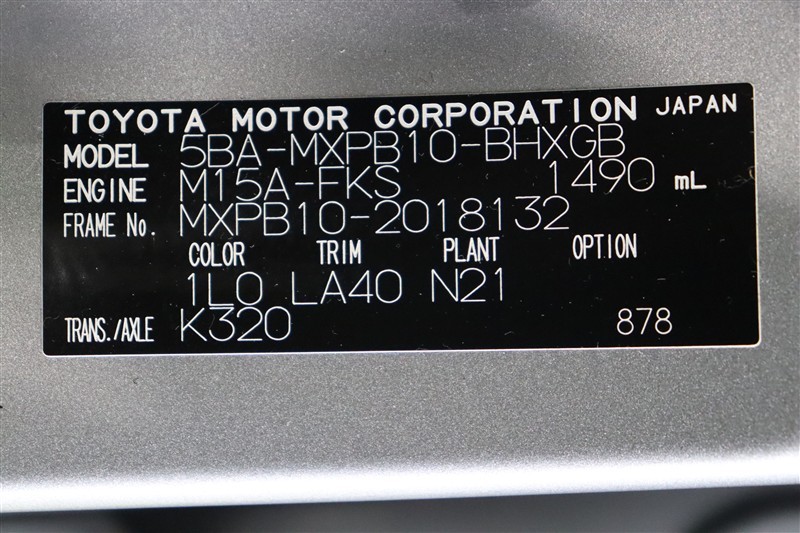 TOYOTA MOTOR CORPORATION JAPAN
MODEL 5BA-MXPB10-BHXGB
ENGINE M15A-FKS 1490 mL
FRAME No. MXPB10-2018132
COLOR TRIM PLANT OPTION
1L0 LA40 N21
TRANS./AXLE K320 878